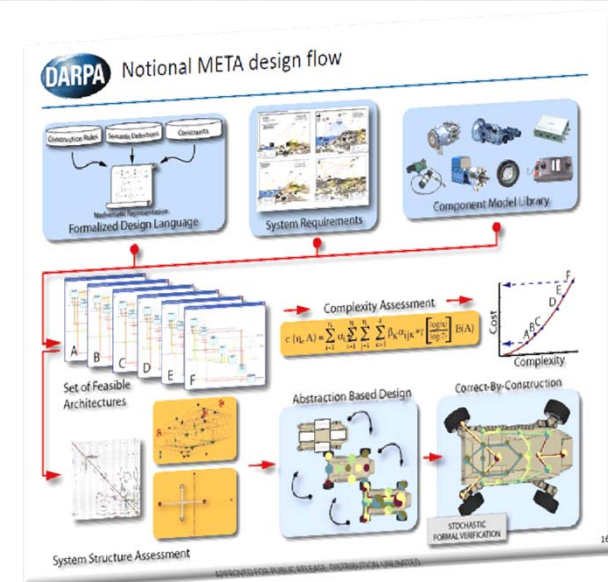 DARPA
Notional META design flow
Construction Rules
Semantic Definitions
Constraints
Mathematic Representation
Formalized Design Language
System Requirements
Component Model Library
A
B
C
D
E
F
Set of Feasible
Architectures
Complexity Assessment
Cost
A
B
C
D
E
F
Complexity
System Structure Assessment
Abstraction Based Design
Correct-By-Construction
STOCHASTIC
FORMAL VERIFICATION
APPROVED FOR PUBLIC RELEASE. DISTRIBUTION UNLIMITED
16